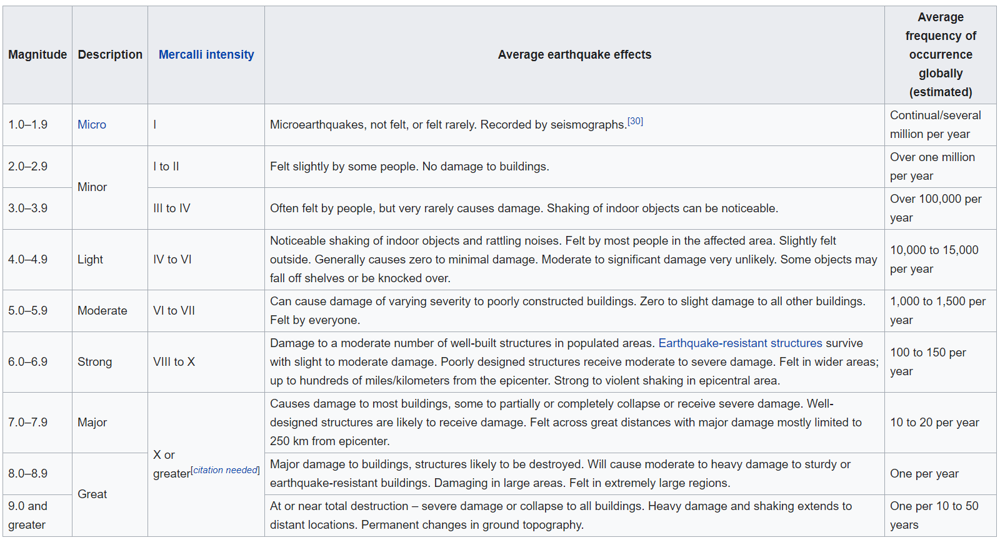 Magnitude
Description
Mercalli intensity
Average earthquake effects
Average
frequency of
occurrence
globally
(estimated)
1.0–1.9
Micro
I
Microearthquakes, not felt, or felt rarely. Recorded by seismographs.[30]
Continual/several
million per year
2.0–2.9
Minor
I to II
Felt slightly by some people. No damage to buildings.
Over one million
per year
3.0–3.9
III to IV
Often felt by people, but very rarely causes damage. Shaking of indoor objects can be noticeable.
Over 100,000 per
year
4.0–4.9
Light
IV to VI
Noticeable shaking of indoor objects and rattling noises. Felt by most people in the affected area. Slightly felt
outside. Generally causes zero to minimal damage. Moderate to significant damage very unlikely. Some objects may
fall off shelves or be knocked over.
10,000 to 15,000
per year
5.0–5.9
Moderate
VI to VII
Can cause damage of varying severity to poorly constructed buildings. Zero to slight damage to all other buildings.
Felt by everyone.
1,000 to 1,500 per
year
6.0–6.9
Strong
VIII to X
Damage to a moderate number of well-built structures in populated areas. Earthquake-resistant structures survive
with slight to moderate damage. Poorly designed structures receive moderate to severe damage. Felt in wider areas;
up to hundreds of miles/kilometers from the epicenter. Strong to violent shaking in epicentral area.
100 to 150 per
year
7.0–7.9
Major
X or
greater[citation needed]
Causes damage to most buildings, some to partially or completely collapse or receive severe damage. Well-
designed structures are likely to receive damage. Felt across great distances with major damage mostly limited to
250 km from epicenter.
10 to 20 per year
8.0–8.9
Great
Major damage to buildings, structures likely to be destroyed. Will cause moderate to heavy damage to sturdy or
earthquake-resistant buildings. Damaging in large areas. Felt in extremely large regions.
One per year
9.0 and
greater
At or near total destruction – severe damage or collapse to all buildings. Heavy damage and shaking extends to
distant locations. Permanent changes in ground topography.
One per 10 to 50
years